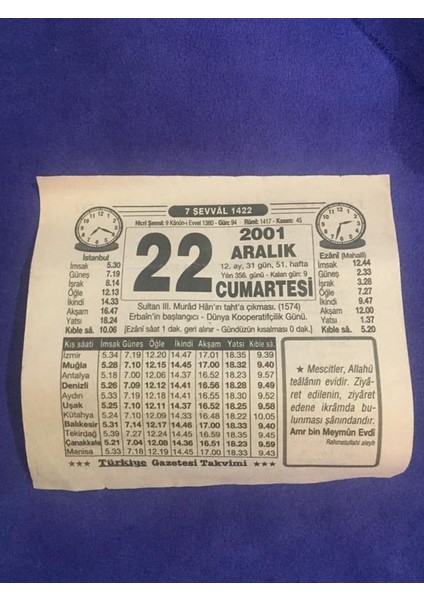 7 ŞEVVÂL 1422
Hicrî Şemsî: 9 Kânûn-i Evvel 1380 - Gün: 94 Rûmî: 1417 - Kasım: 45
22
2001
ARALIK
12. ay, 31 gün, 51. hafta
Yılın 356. günü - Kalan gün: 9
CUMARTESİ
İstanbul
İmsak 5.30
Güneş 7.19
İşrak 8.14
Öğle 12.13
İkindi 14.33
Akşam 16.47
Yatsı 18.24
Kıble sâ. 10.06
Ezânî (Mahalli)
İmsak 12.44
Güneş 2.33
İşrak 3.28
Öğle 7.27
İkindi 9.47
Akşam 12.00
Yatsı 1.37
Kıble sâ. 5.20
Sultan III. Murâd Hân'ın taht'a çıkması. (1574)
Erbaîn'in başlangıcı - Dünya Kooperatifçilik Günü.
[Ezânî sâat 1 dak. geri alınır - Gündüzün kısalması 0 dak.]
Kış sâati İmsak Güneş Öğle İkindi Akşam Yatsı Kıble sâ.
İzmir 5.34 7.19 12.20 14.47 17.01 18.35 9.39
Muğla 5.28 7.10 12.15 14.45 17.00 18.32 9.40
Antalya 5.18 7.00 12.06 14.37 16.52 18.23 9.57
Denizli 5.26 7.09 12.12 14.41 16.56 18.28 9.49
Aydın 5.33 7.19 12.18 14.41 16.55 18.29
Uşak 5.25 7.10 12.11 14.37 16.52 18.25 9.58
Kütahya 5.24 7.10 12.09 14.33 16.48 18.22 10.05
Balıkesir 5.31 7.14 12.17 14.46 17.00 18.33 9.40
Tekirdağ 5.39 7.27 12.24 14.45 16.59 18.35 9.45
Çanakkale 5.21 7.04 12.08 14.36 16.51 18.23 9.59
Manisa 5.33 7.18 12.19 14.46 17.00 18.33 9.43
★★★ Türkiye Gazetesi Takvimi ★★★
★ Mescitler, Allahü
teâlânın evidir. Ziyâ-
ret edilenin, ziyâret
edene ikrâmda bu-
lunması şânındandır.
Amr bin Meymûn Evdî
Rahmetullahi aleyh